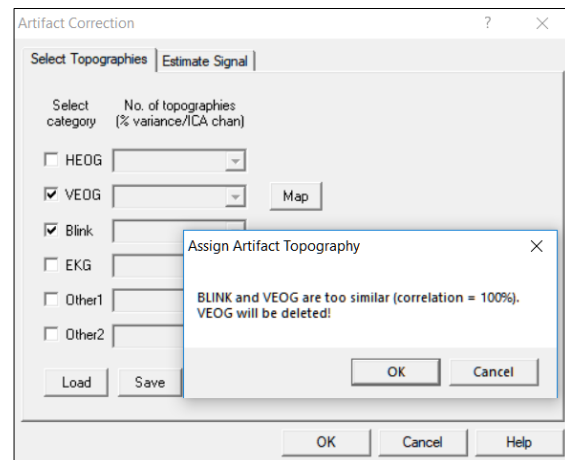 Artifact Correction ?
Select Topographies Estimate Signal
Select No. of topographies
category (% variance/ICA chan)
HEOG
VEOG Map
Blink
Assign Artifact Topography
EKG
BLINK and VEOG are too similar (correlation = 100%).
VEOG will be deleted!
Other1
Other2
OK Cancel
Load Save
OK Cancel Help